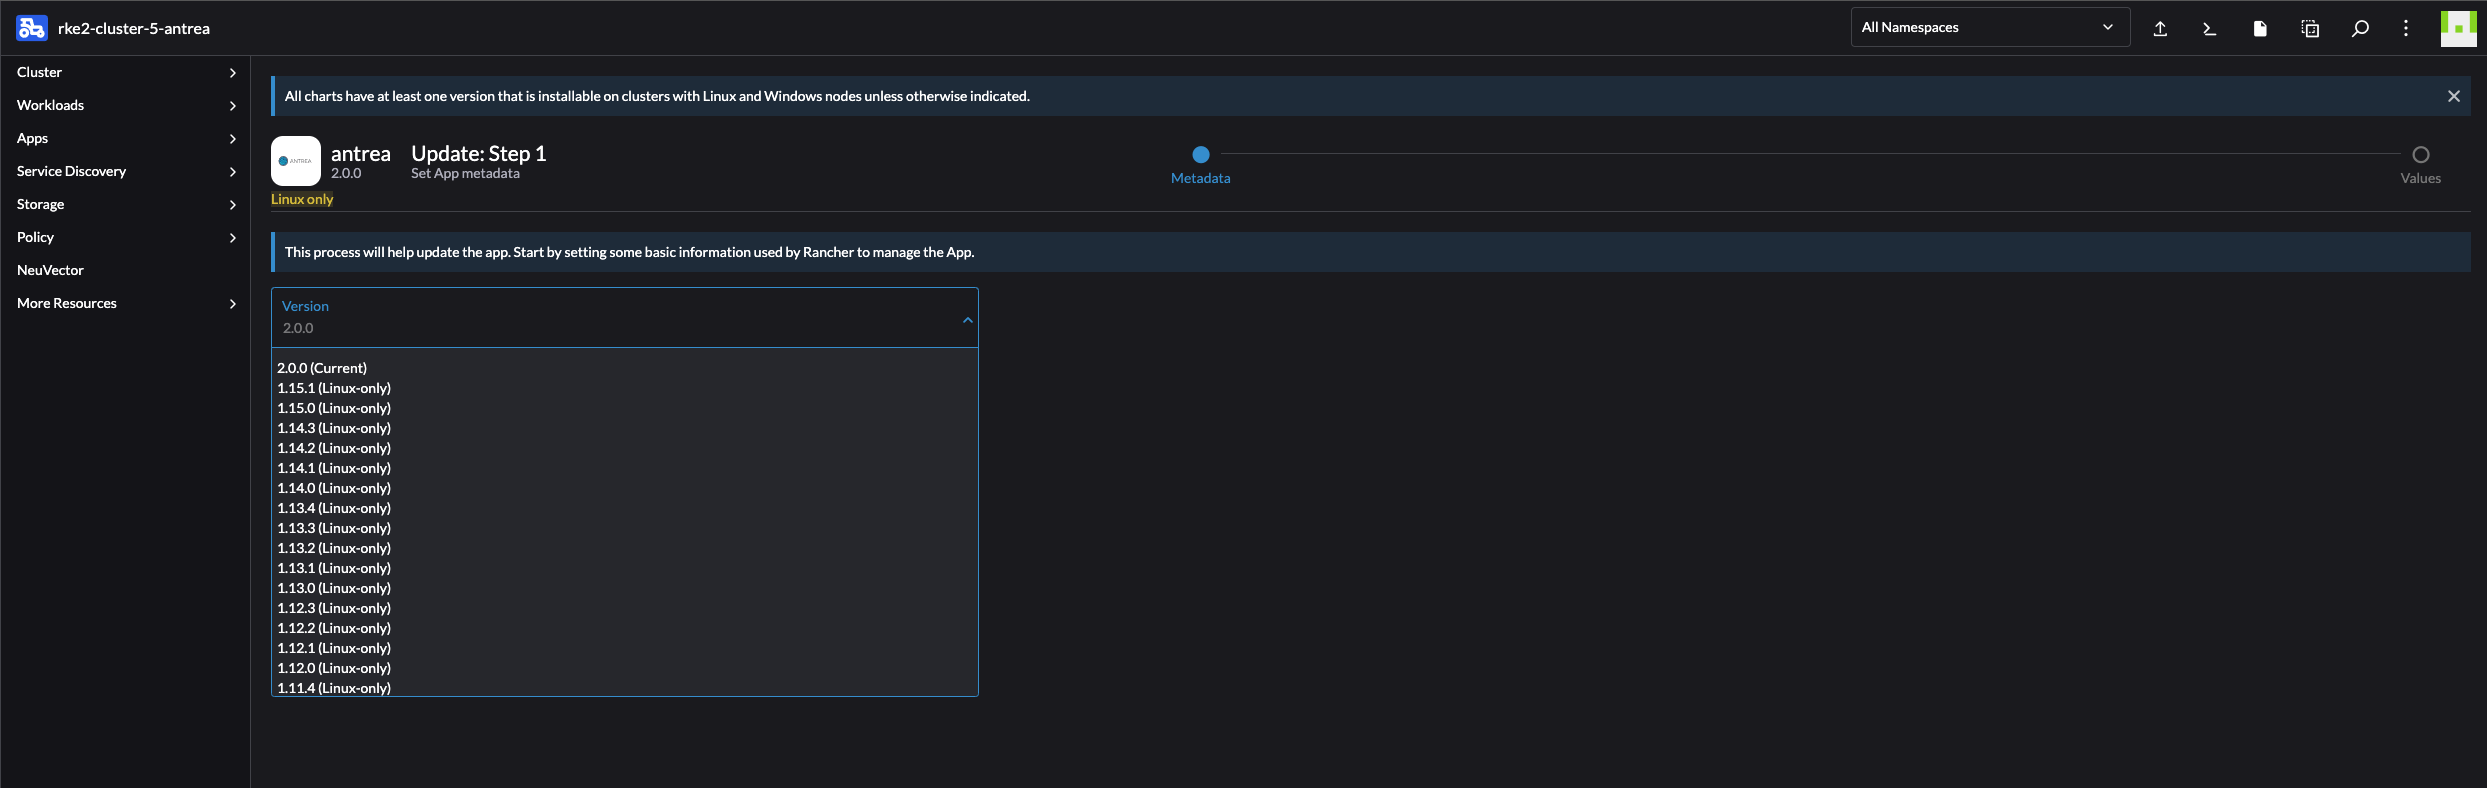 rke2-cluster-5-antrea
All Namespaces
Cluster
Workloads
Apps
Service Discovery
Storage
Policy
NeuVector
More Resources
All charts have at least one version that is installable on clusters with Linux and Windows nodes unless otherwise indicated.
ANTREA
antrea
2.0.0
Linux only
Update: Step 1
Set App metadata
Metadata
Values
This process will help update the app. Start by setting some basic information used by Rancher to manage the App.
Version
2.0.0
2.0.0 (Current)
1.15.1 (Linux-only)
1.15.0 (Linux-only)
1.14.3 (Linux-only)
1.14.2 (Linux-only)
1.14.1 (Linux-only)
1.14.0 (Linux-only)
1.13.4 (Linux-only)
1.13.3 (Linux-only)
1.13.2 (Linux-only)
1.13.1 (Linux-only)
1.13.0 (Linux-only)
1.12.3 (Linux-only)
1.12.2 (Linux-only)
1.12.1 (Linux-only)
1.12.0 (Linux-only)
1.11.4 (Linux-only)